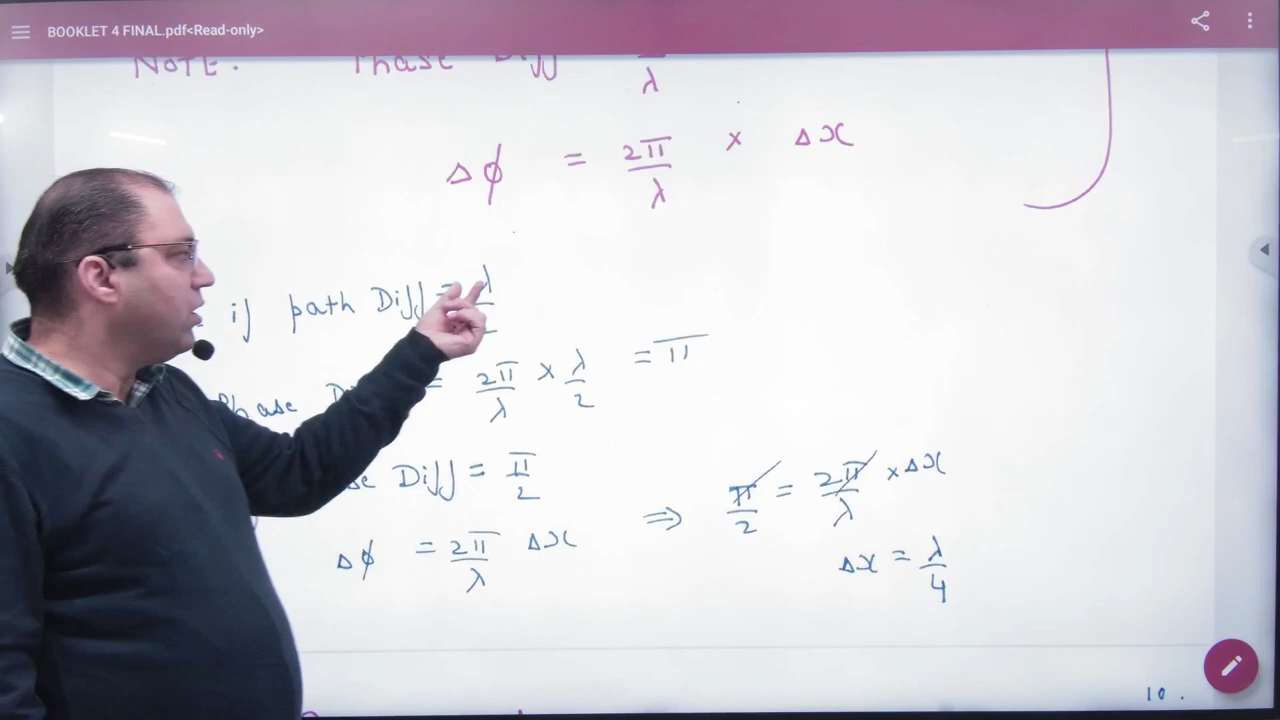 BOOKLET 4 FINAL.pdf<Read-only>
NOTE: Phase Diff λ
Δϕ = 2π/λ × Δx
if path Diff = λ/2
Phase = 2π/λ × λ/2 = π
Diff = π/2 ⇒ π/2 = 2π/λ × Δx
Δϕ = 2π/λ Δx Δx = λ/4
10.